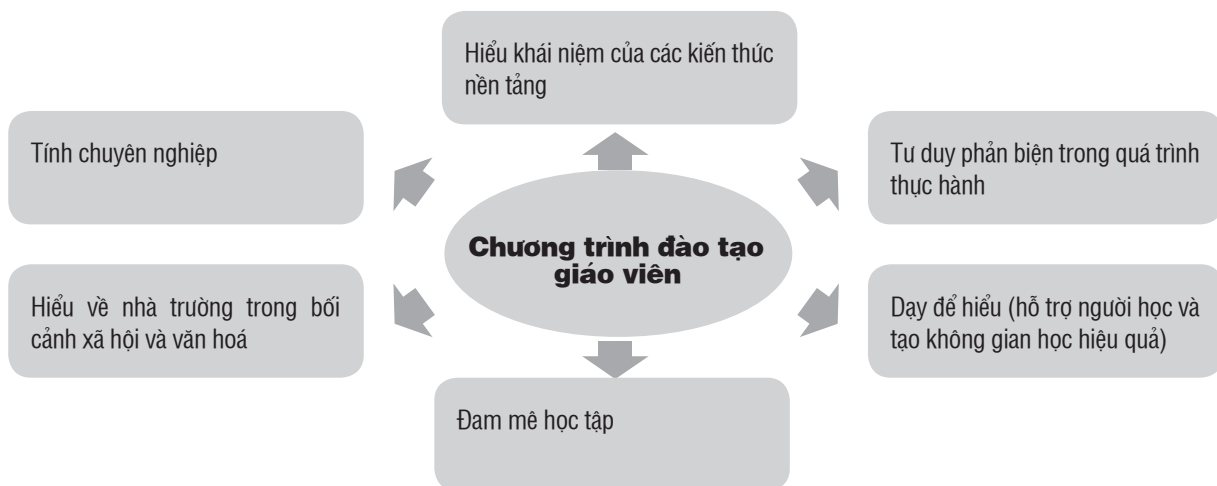 Hiểu khái niệm của các kiến thức
nền tảng
Tính chuyên nghiệp
Tư duy phản biện trong quá trình
thực hành
Chương trình đào tạo
giáo viên
Hiểu về nhà trường trong bối
cảnh xã hội và văn hoá
Dạy để hiểu (hỗ trợ người học và
tạo không gian học hiệu quả)
Đam mê học tập